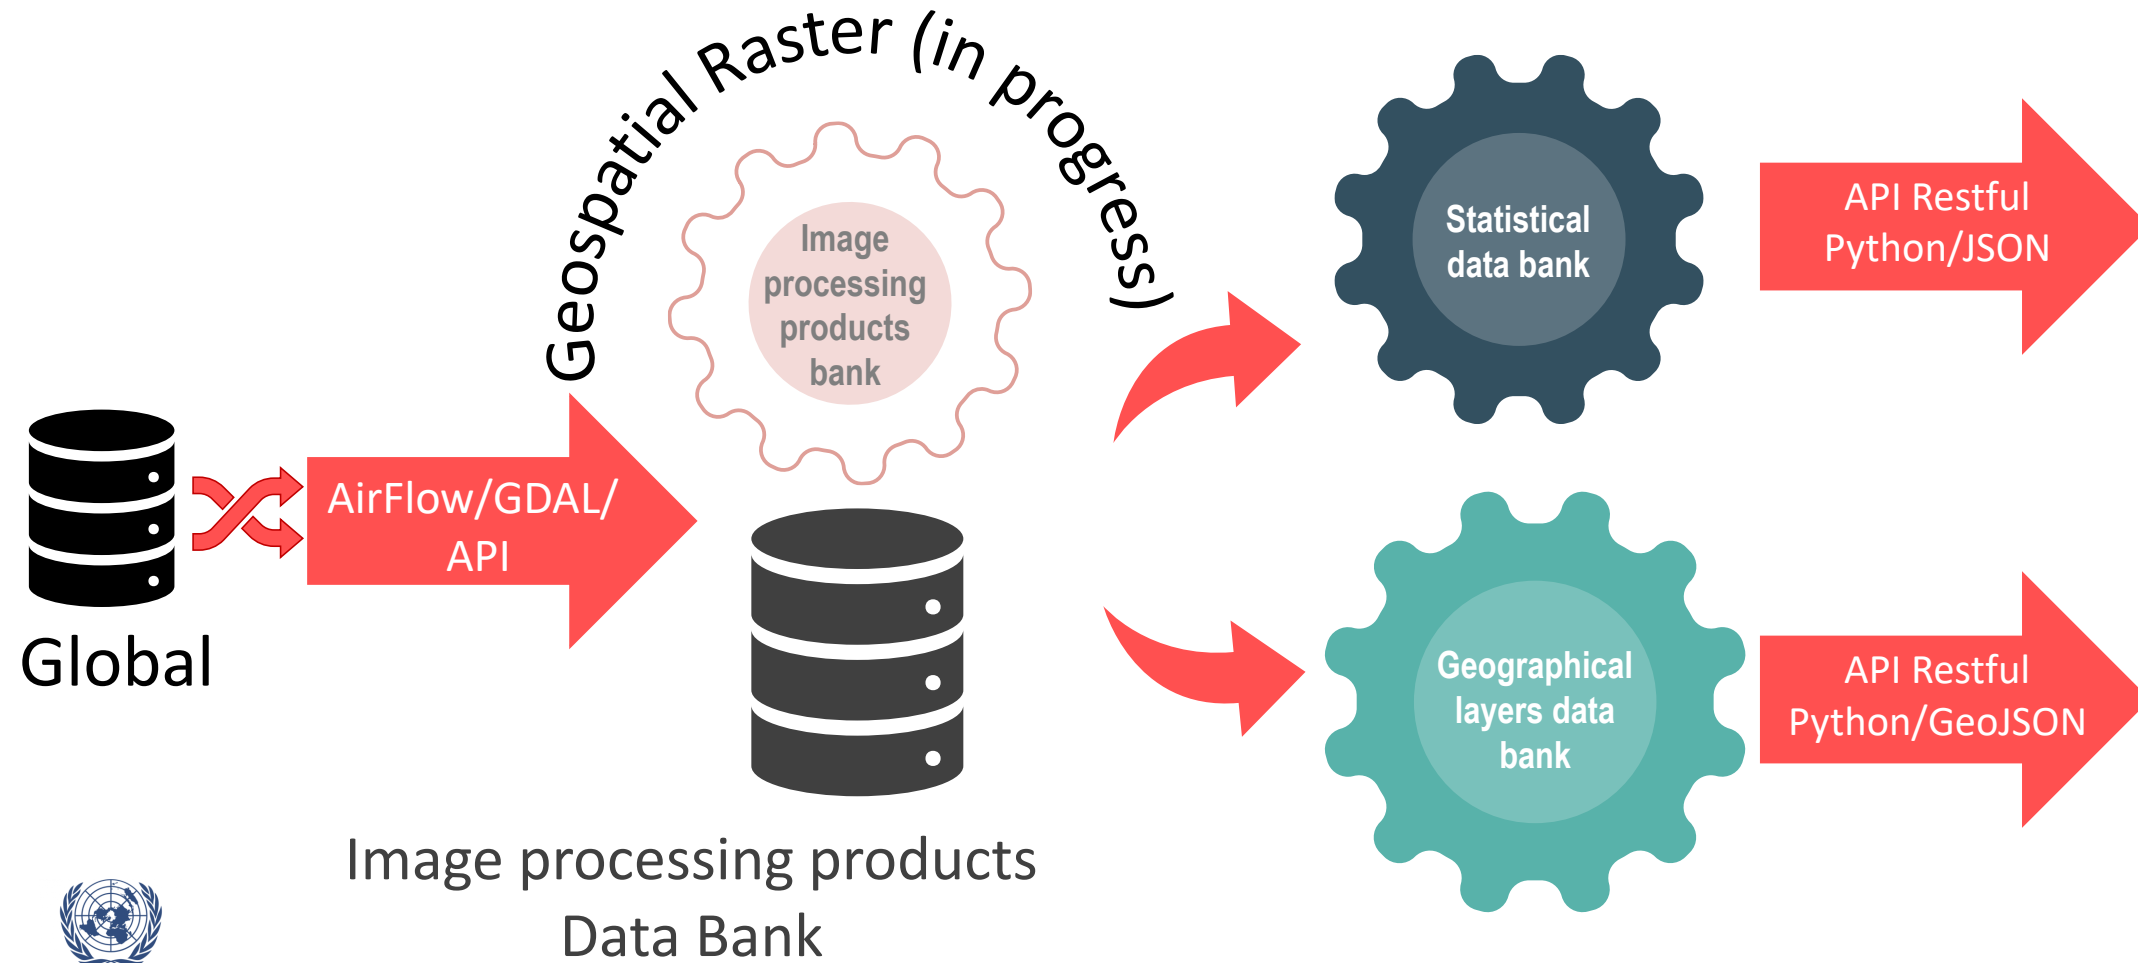 Geospatial Raster (in progress)
Image
processing
products
bank
Statistical
data bank
API Restful
Python/JSON
AirFlow/GDAL/
API
Global
Geographical
layers data
bank
API Restful
Python/GeoJSON
Image processing products
Data Bank